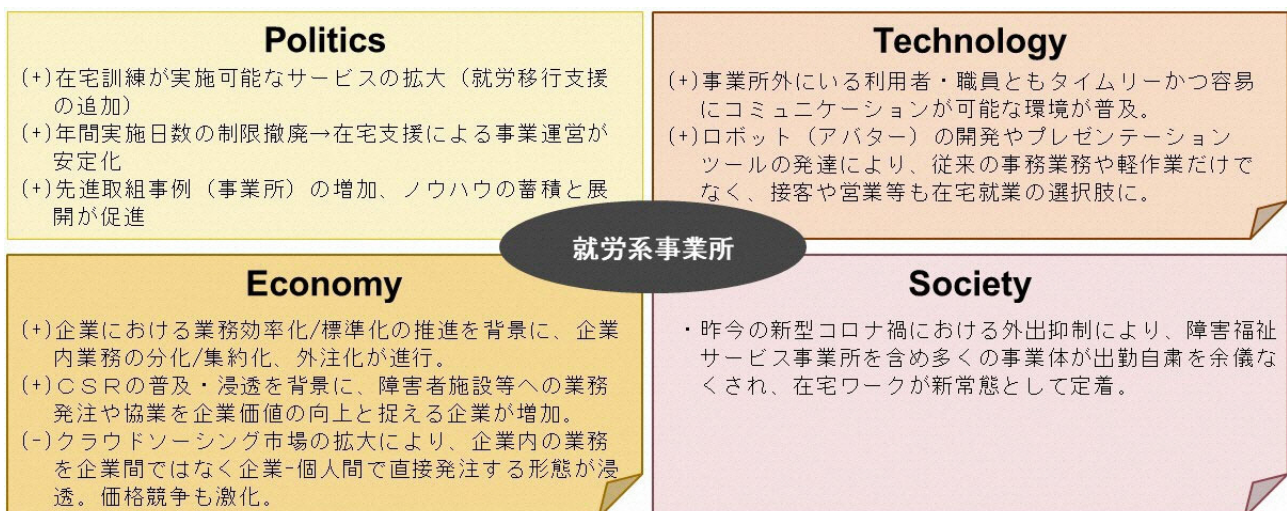 Politics
(+)在宅訓練が実施可能なサービスの拡大（就労移行支援
の追加）
(+)年間実施日数の制限撤廃→在宅支援による事業運営が
安定化
(+)先進取組事例（事業所）の増加、ノウハウの蓄積と展
開が促進
Technology
(+)事業所外にいる利用者・職員ともタイムリーかつ容易
にコミュニケーションが可能な環境が普及。
(+)ロボット（アバター）の開発やプレゼンテーション
ツールの発達により、従来の事務業務や軽作業だけで
なく、接客や営業等も在宅就業の選択肢に。
就労系事業所
Economy
(+)企業における業務効率化/標準化の推進を背景に、企業
内業務の分化/集約化、外注化が進行。
(+)ＣＳＲの普及・浸透を背景に、障害者施設等への業務
発注や協業を企業価値の向上と捉える企業が増加。
(-)クラウドソーシング市場の拡大により、企業内の業務
を企業間ではなく企業-個人間で直接発注する形態が浸
透。価格競争も激化。
Society
・昨今の新型コロナ禍における外出抑制により、障害福祉
サービス事業所を含め多くの事業体が出勤自粛を余儀な
くされ、在宅ワークが新常態として定着。